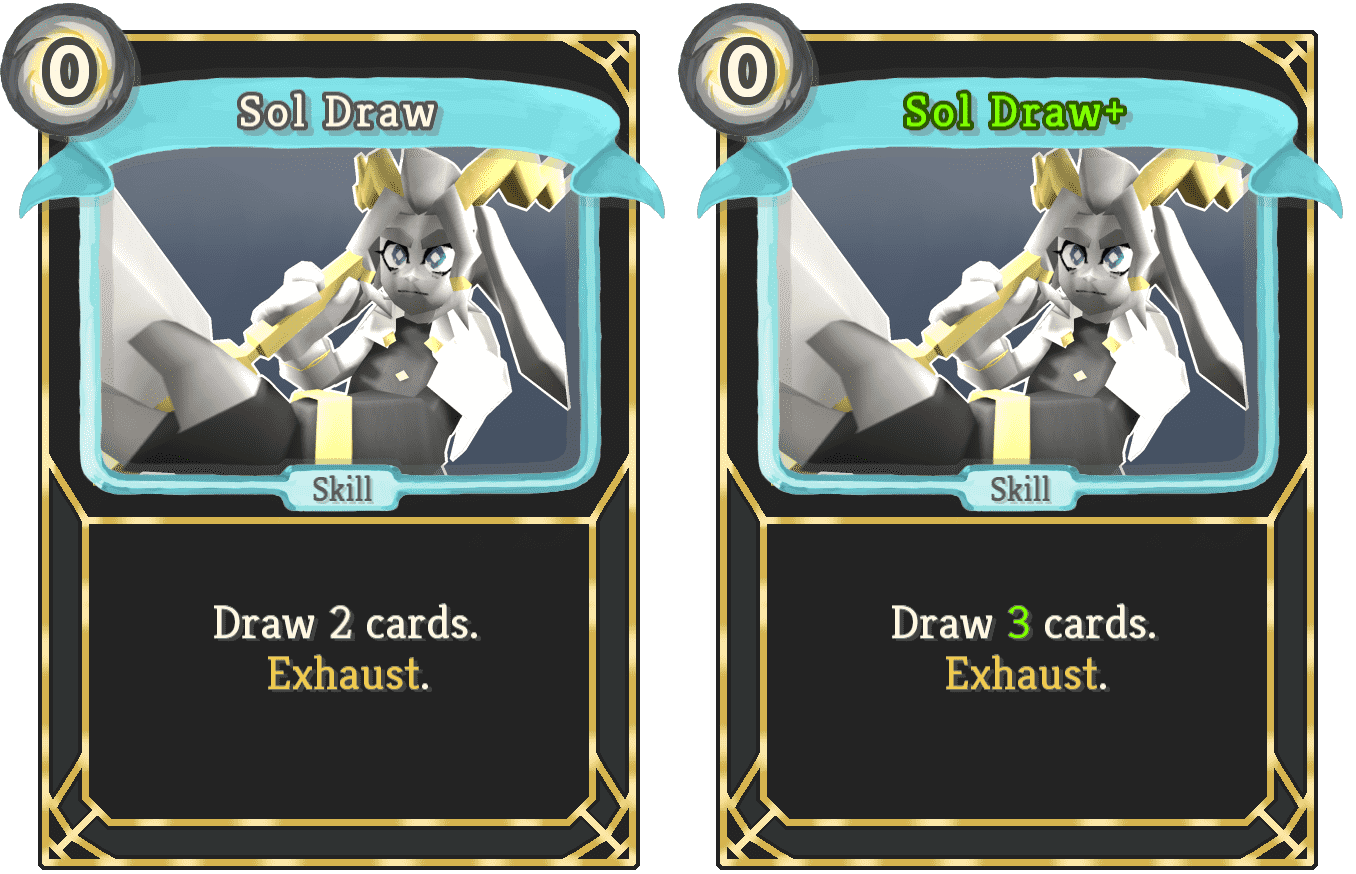 0
Sol Draw
Skill
Draw 2 cards.
Exhaust.
0
Sol Draw+
Skill
Draw 3 cards.
Exhaust.